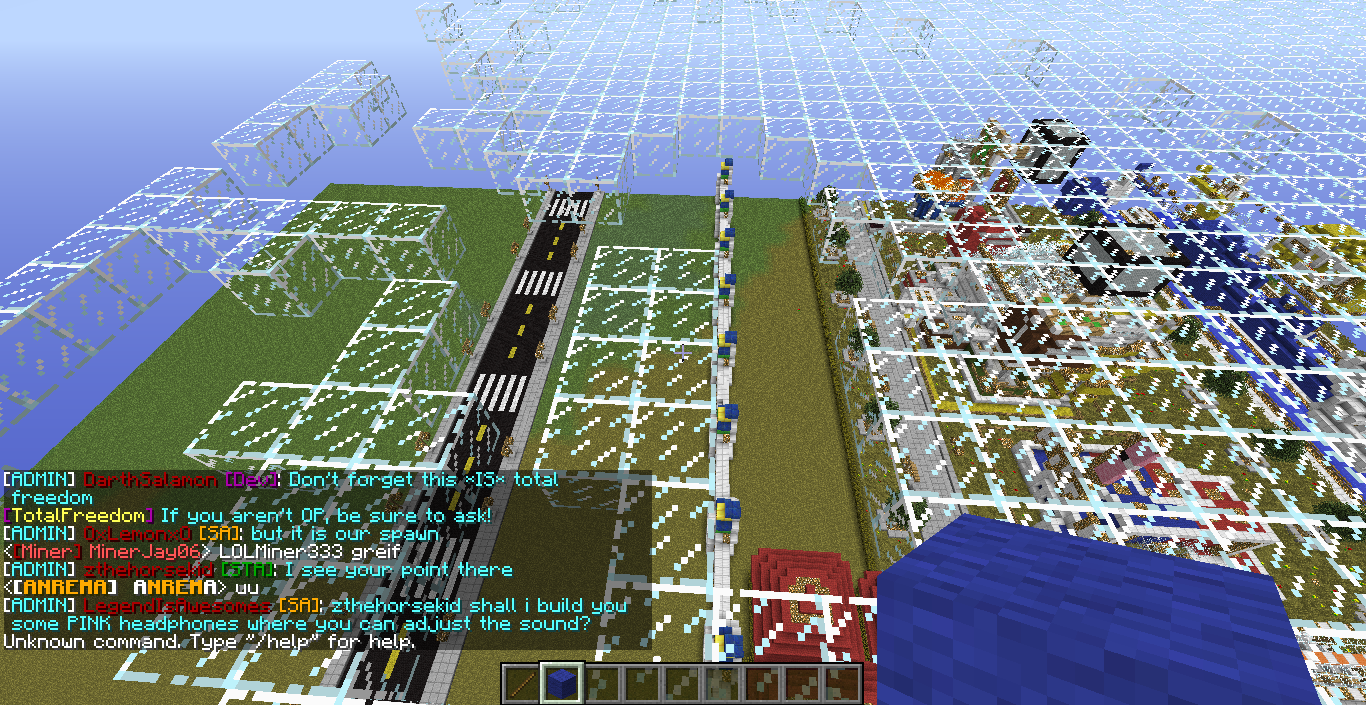 [ADMIN] DarthSalamon [Dev]: Don't forget this *IS* total
freedom
[TotalFreedom] If you aren't OP, be sure to ask!
[ADMIN] OxLemonxO [SA]: but it is our spawn
<[Miner] MinerJay06> LOLMiner333 greif
[ADMIN] zthehorsekid [STA]: I see your point there
<[ANREMA] ANREMA> wu
[ADMIN] LegendIsAwesomes [SA]: zthehorsekid shall i build you
some PINK headphones where you can adjust the sound?
Unknown command. Type "/help" for help.